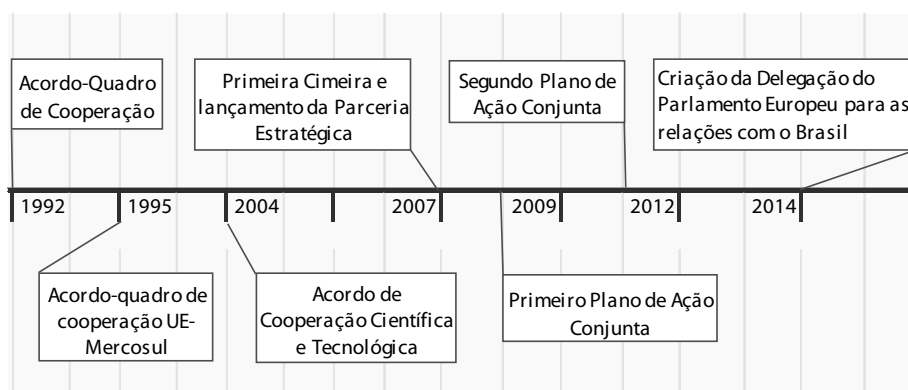 Acordo-Quadro
de Cooperação
Primeira Cimeira e
lançamento da Parceria
Estratégica
Segundo Plano de
Ação Conjunta
Criação da Delegação do
Parlamento Europeu para as
relações com o Brasil
1992
1995
2004
2007
2009
2012
2014
Acordo-quadro de
cooperação UE-
Mercosul
Acordo de
Cooperação Científica
e Tecnológica
Primeiro Plano de Ação
Conjunta